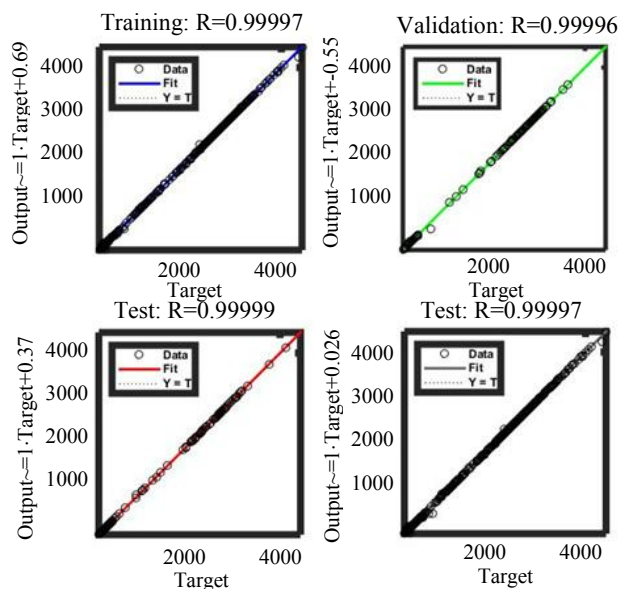 Training: R=0.99997
Output~=1·Target+0.69
4000
3000
2000
1000
Data
Fit
Y = T
2000 4000
Target
Validation: R=0.99996
Output~=1·Target+-0.55
4000
3000
2000
1000
Data
Fit
Y = T
2000 4000
Target
Test: R=0.99999
Output~=1·Target+0.37
4000
3000
2000
1000
Data
Fit
Y = T
2000 4000
Target
Test: R=0.99997
Output~=1·Target+0.026
4000
3000
2000
1000
Data
Fit
Y = T
2000 4000
Target